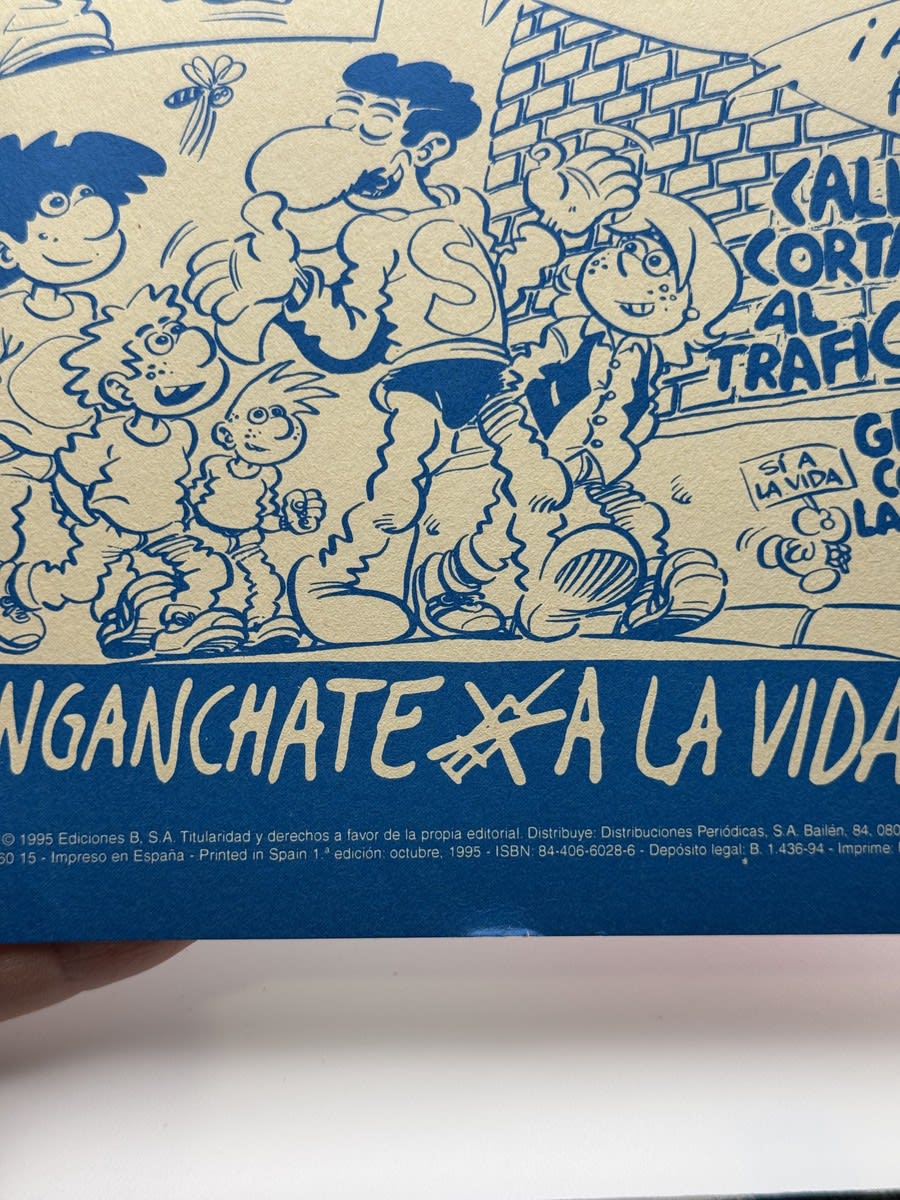 S
CALL
CORTA
AL
TRAFIC
SÍ A
LA VIDA
LA
NGANCHATE A LA VIDA
© 1995 Ediciones B, S.A. Titularidad y derechos a favor de la propia editorial. Distribuye: Distribuciones Periódicas, S.A. Bailén, 84, 080
60 15 - Impreso en España - Printed in Spain 1.ª edición: octubre, 1995 - ISBN: 84-406-6028-6 - Depósito legal: B. 1.436-94 - Imprime: